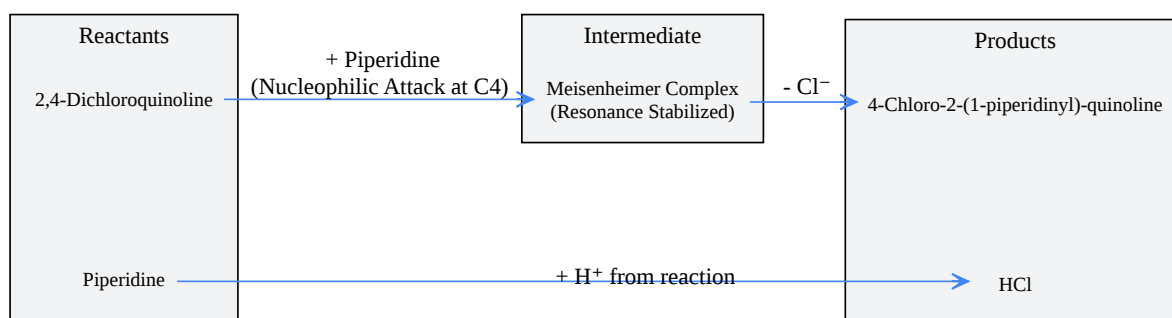 Reactants
2,4-Dichloroquinoline
Piperidine
+ Piperidine
(Nucleophilic Attack at C4)
Intermediate
Meisenheimer Complex
(Resonance Stabilized)
- Cl⁻
+ H⁺ from reaction
Products
4-Chloro-2-(1-piperidinyl)-quinoline
HCl